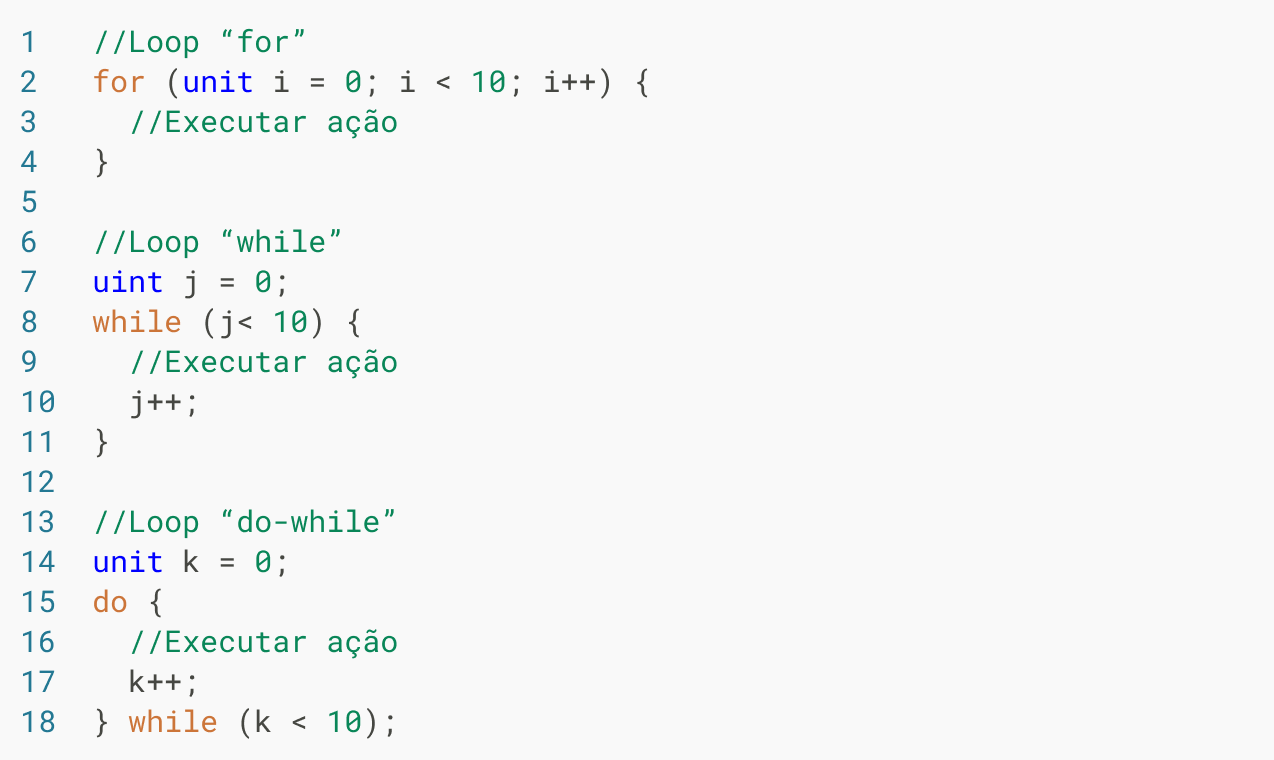 1 //Loop “for”
2 for (unit i = 0; i < 10; i++) {
3 //Executar ação
4 }
5
6 //Loop “while”
7 uint j = 0;
8 while (j< 10) {
9 //Executar ação
10 j++;
11 }
12
13 //Loop “do-while”
14 unit k = 0;
15 do {
16 //Executar ação
17 k++;
18 } while (k < 10);